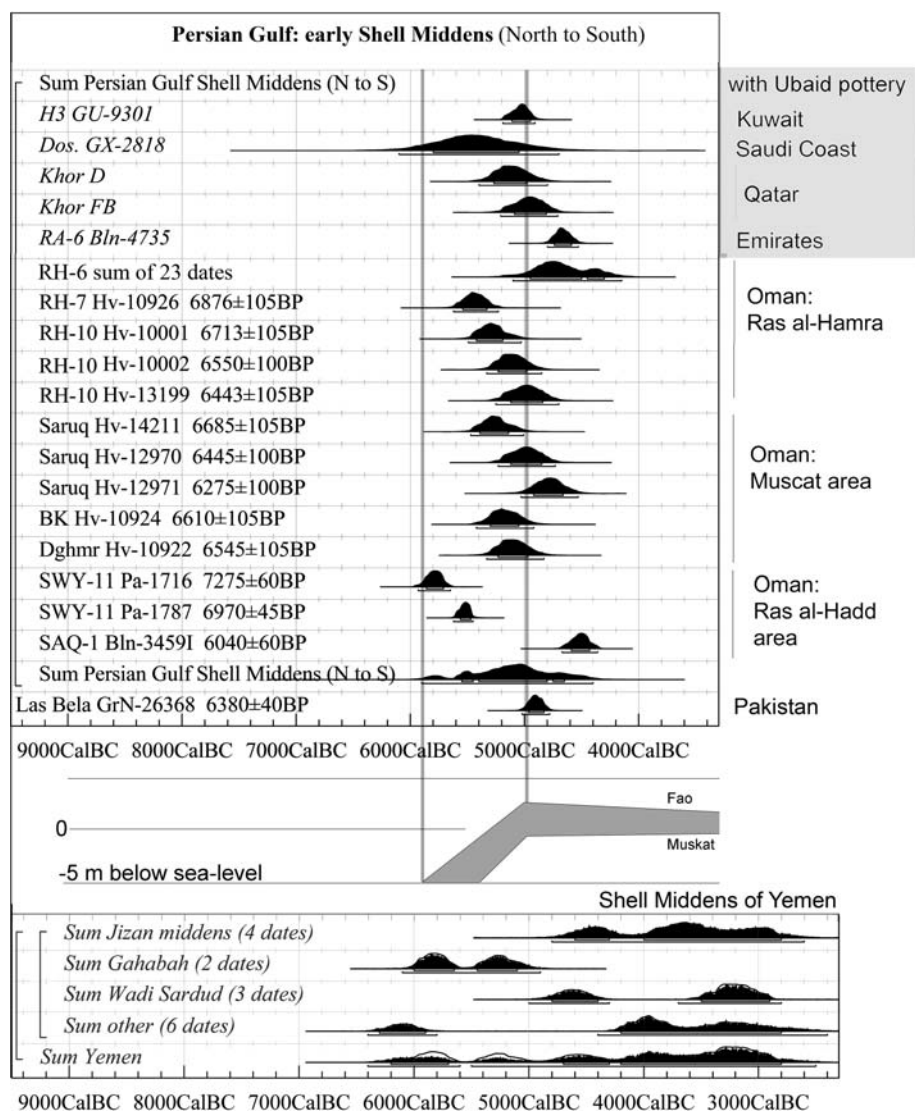 Persian Gulf: early Shell Middens (North to South)
Sum Persian Gulf Shell Middens (N to S)
with Ubaid pottery
H3 GU-9301
Kuwait
Dos. GX-2818
Saudi Coast
Khor D
Qatar
Khor FB
RA-6 Bln-4735
Emirates
RH-6 sum of 23 dates
RH-7 Hv-10926 6876±105BP
Oman:
Ras al-Hamra
RH-10 Hv-10001 6713±105BP
RH-10 Hv-10002 6550±100BP
RH-10 Hv-13199 6443±105BP
Saruq Hv-14211 6685±105BP
Saruq Hv-12970 6445±100BP
Oman:
Muscat area
Saruq Hv-12971 6275±100BP
BK Hv-10924 6610±105BP
Dghmr Hv-10922 6545±105BP
SWY-11 Pa-1716 7275±60BP
SWY-11 Pa-1787 6970±45BP
Oman:
Ras al-Hadd
area
SAQ-1 Bln-3459I 6040±60BP
Sum Persian Gulf Shell Middens (N to S)
Las Bela GrN-26368 6380±40BP
Pakistan
9000CalBC 8000CalBC 7000CalBC 6000CalBC 5000CalBC 4000CalBC
Fao
0
Muskat
-5 m below sea-level
Shell Middens of Yemen
Sum Jizan middens (4 dates)
Sum Gahabah (2 dates)
Sum Wadi Sardud (3 dates)
Sum other (6 dates)
Sum Yemen
9000CalBC 8000CalBC 7000CalBC 6000CalBC 5000CalBC 4000CalBC 3000CalBC